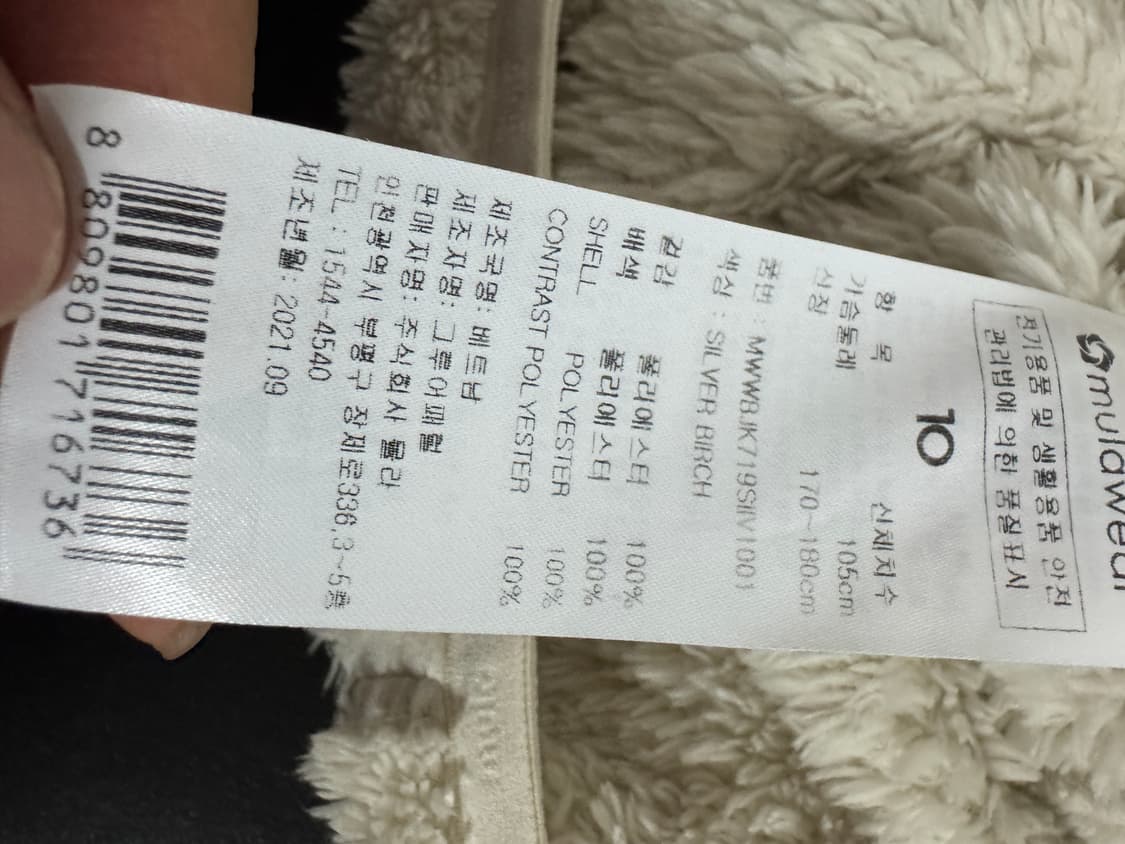 mulawear
전기용품 및 생활용품 안전
관리법에 의한 품질표시
10
항 목 신체치수
가슴둘레 105cm
신장 170~180cm
품번 : MWW8JK719SIV1001
색상 : SILVER BIRCH
겉감 폴리에스터 100%
배색 폴리에스터 100%
SHELL POLYESTER 100%
CONTRAST POLYESTER 100%
제조국명: 베트남
제조자명: 그루어패럴
판매자명: 주식회사 뮬라
인천광역시 부평구 장제로336, 3~5층
TEL : 1544-4540
제조년월: 2021.09
8 809801 716736